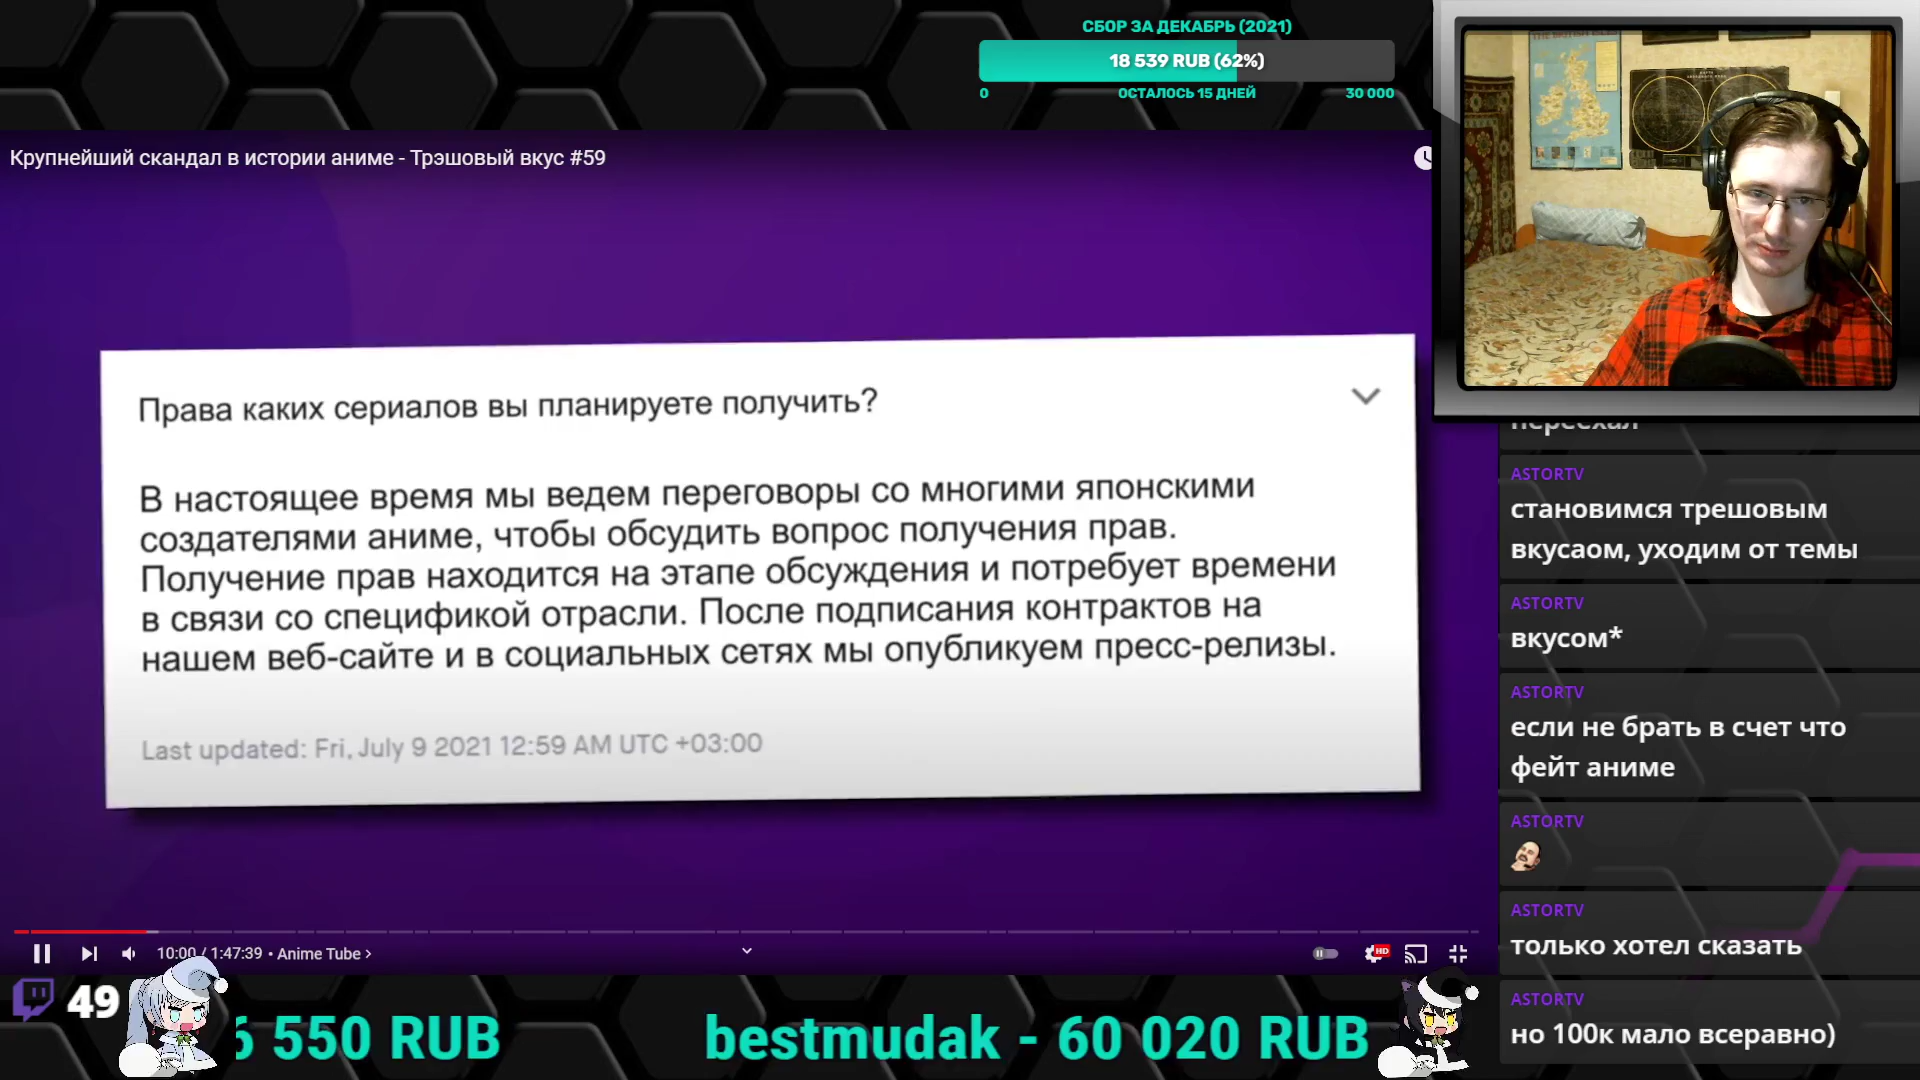 СБОР ЗА ДЕКАБРЬ (2021)
18 539 RUB (62%)
0 ОСТАЛОСЬ 15 ДНЕЙ 30 000
Крупнейший скандал в истории аниме - Трэшовый вкус #59
Права каких сериалов вы планируете получить?
В настоящее время мы ведем переговоры со многими японскими
создателями аниме, чтобы обсудить вопрос получения прав.
Получение прав находится на этапе обсуждения и потребует времени
в связи со спецификой отрасли. После подписания контрактов на
нашем веб-сайте и в социальных сетях мы опубликуем пресс-релизы.
Last updated: Fri, July 9 2021 12:59 AM UTC +03:00
10:00 / 1:47:39 • Anime Tube
HD
49
6 550 RUB
bestmudak - 60 020 RUB
THE BRITISH ISLES
переехал
ASTORTV
становимся трешовым
вкусаом, уходим от темы
ASTORTV
вкусом*
ASTORTV
если не брать в счет что
фейт аниме
ASTORTV
ASTORTV
только хотел сказать
ASTORTV
но 100к мало всеравно)